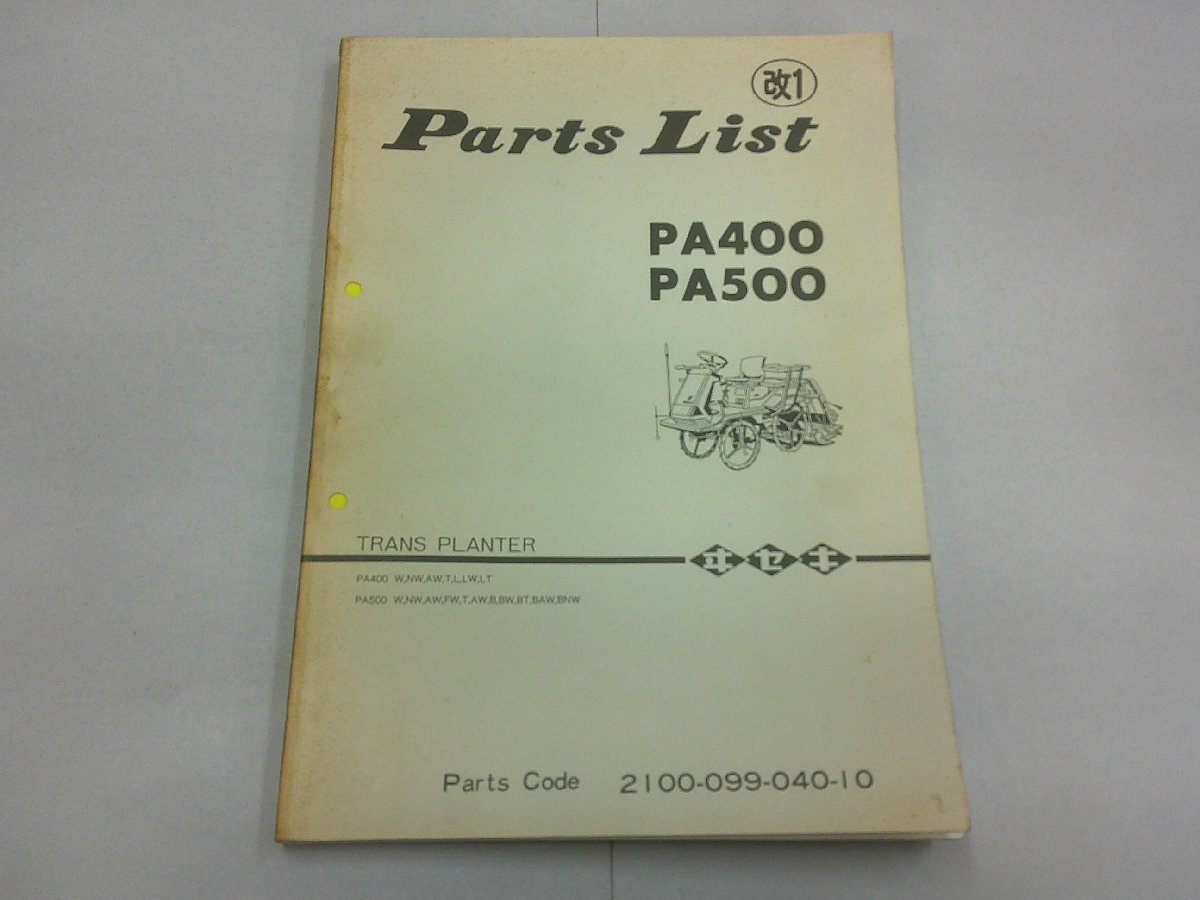 改1
Parts List
PA400
PA500
TRANS PLANTER
ヰセキ
PA400 W,NW,AW,T,L,LW,LT
PA500 W,NW,AW,FW,T,AW,B,BW,BT,BAW,BNW
Parts Code 2100-099-040-10